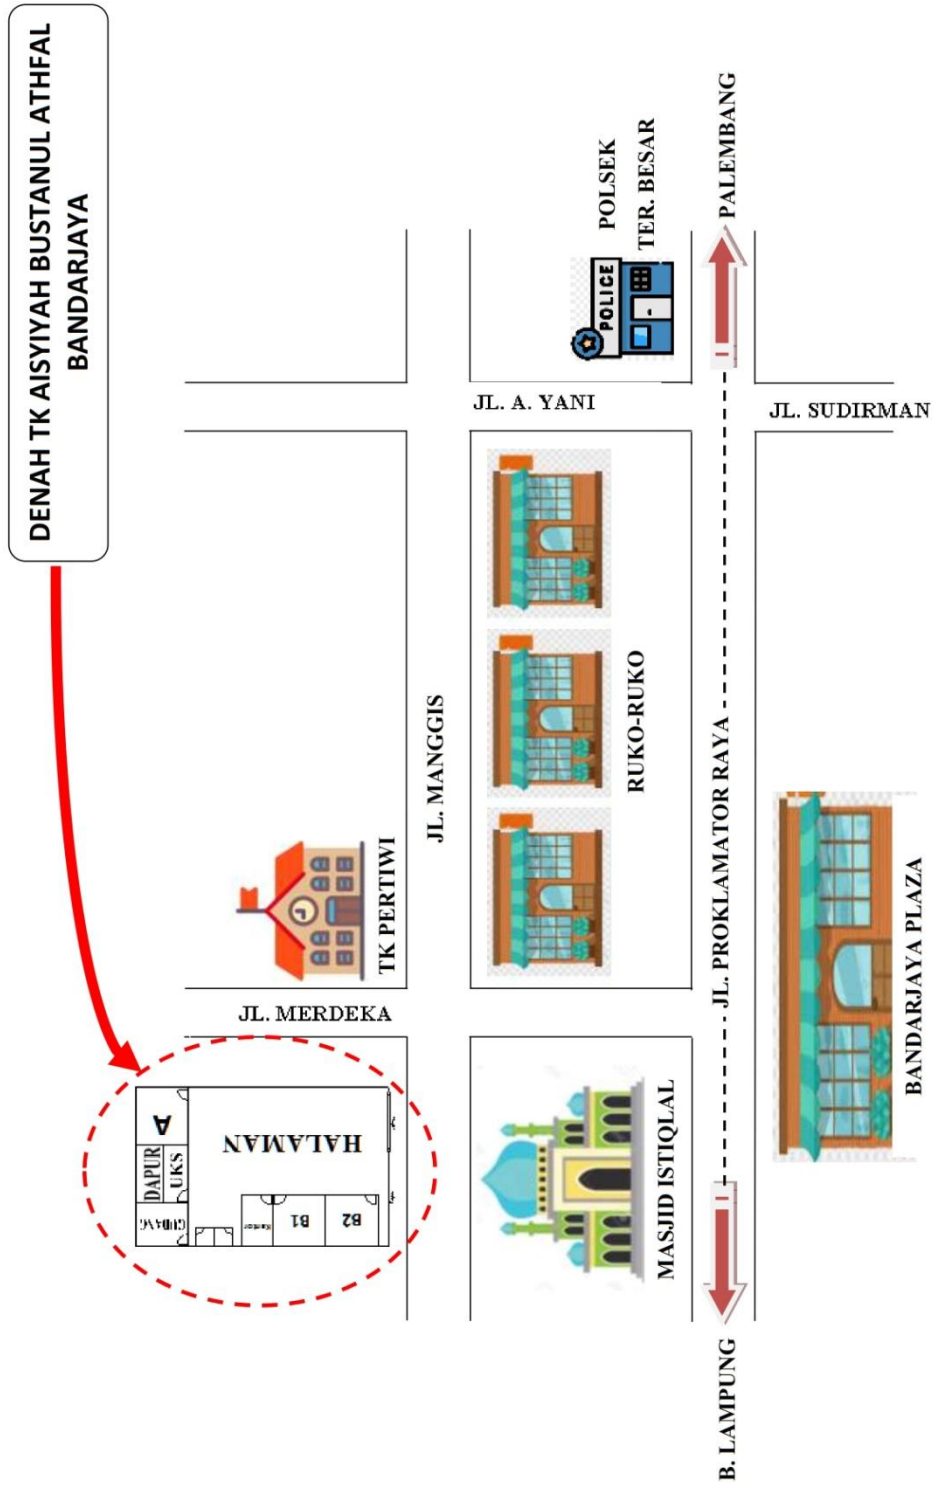 DENAH TK AISYIYAH BUSTANUL ATHFAL
BANDARJAYA
A
DAPUR
UKS
GUDANG
HALAMAN
Kantor
B1
B2
JL. MERDEKA
TK PERTIWI
JL. MANGGIS
JL. A. YANI
JL. SUDIRMAN
POLICE
POLSEK
TER. BESAR
RUKO-RUKO
MASJID ISTIQLAL
B. LAMPUNG
JL. PROKLAMATOR RAYA
PALEMBANG
BANDARJAYA PLAZA